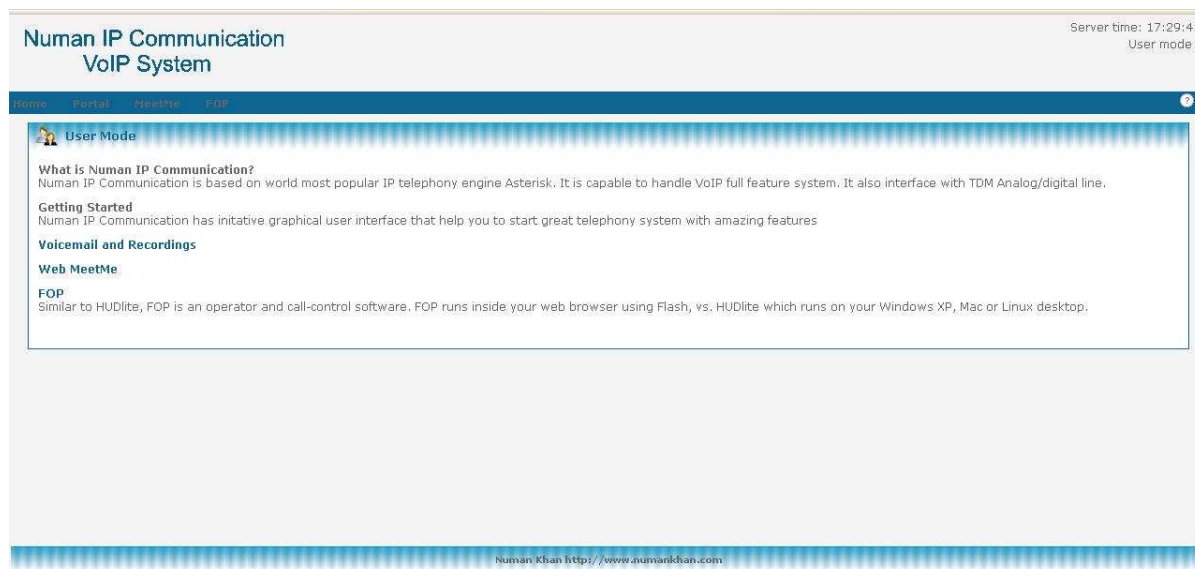 Numan IP Communication
VoIP System
Server time: 17:29:4
User mode
Home Portal MeetMe FOP
?
User Mode
What is Numan IP Communication?
Numan IP Communication is based on world most popular IP telephony engine Asterisk. It is capable to handle VoIP full feature system. It also interface with TDM Analog/digital line.
Getting Started
Numan IP Communication has initative graphical user interface that help you to start great telephony system with amazing features
Voicemail and Recordings
Web MeetMe
FOP
Similar to HUDlite, FOP is an operator and call-control software. FOP runs inside your web browser using Flash, vs. HUDlite which runs on your Windows XP, Mac or Linux desktop.
Numan Khan http://www.numankhan.com